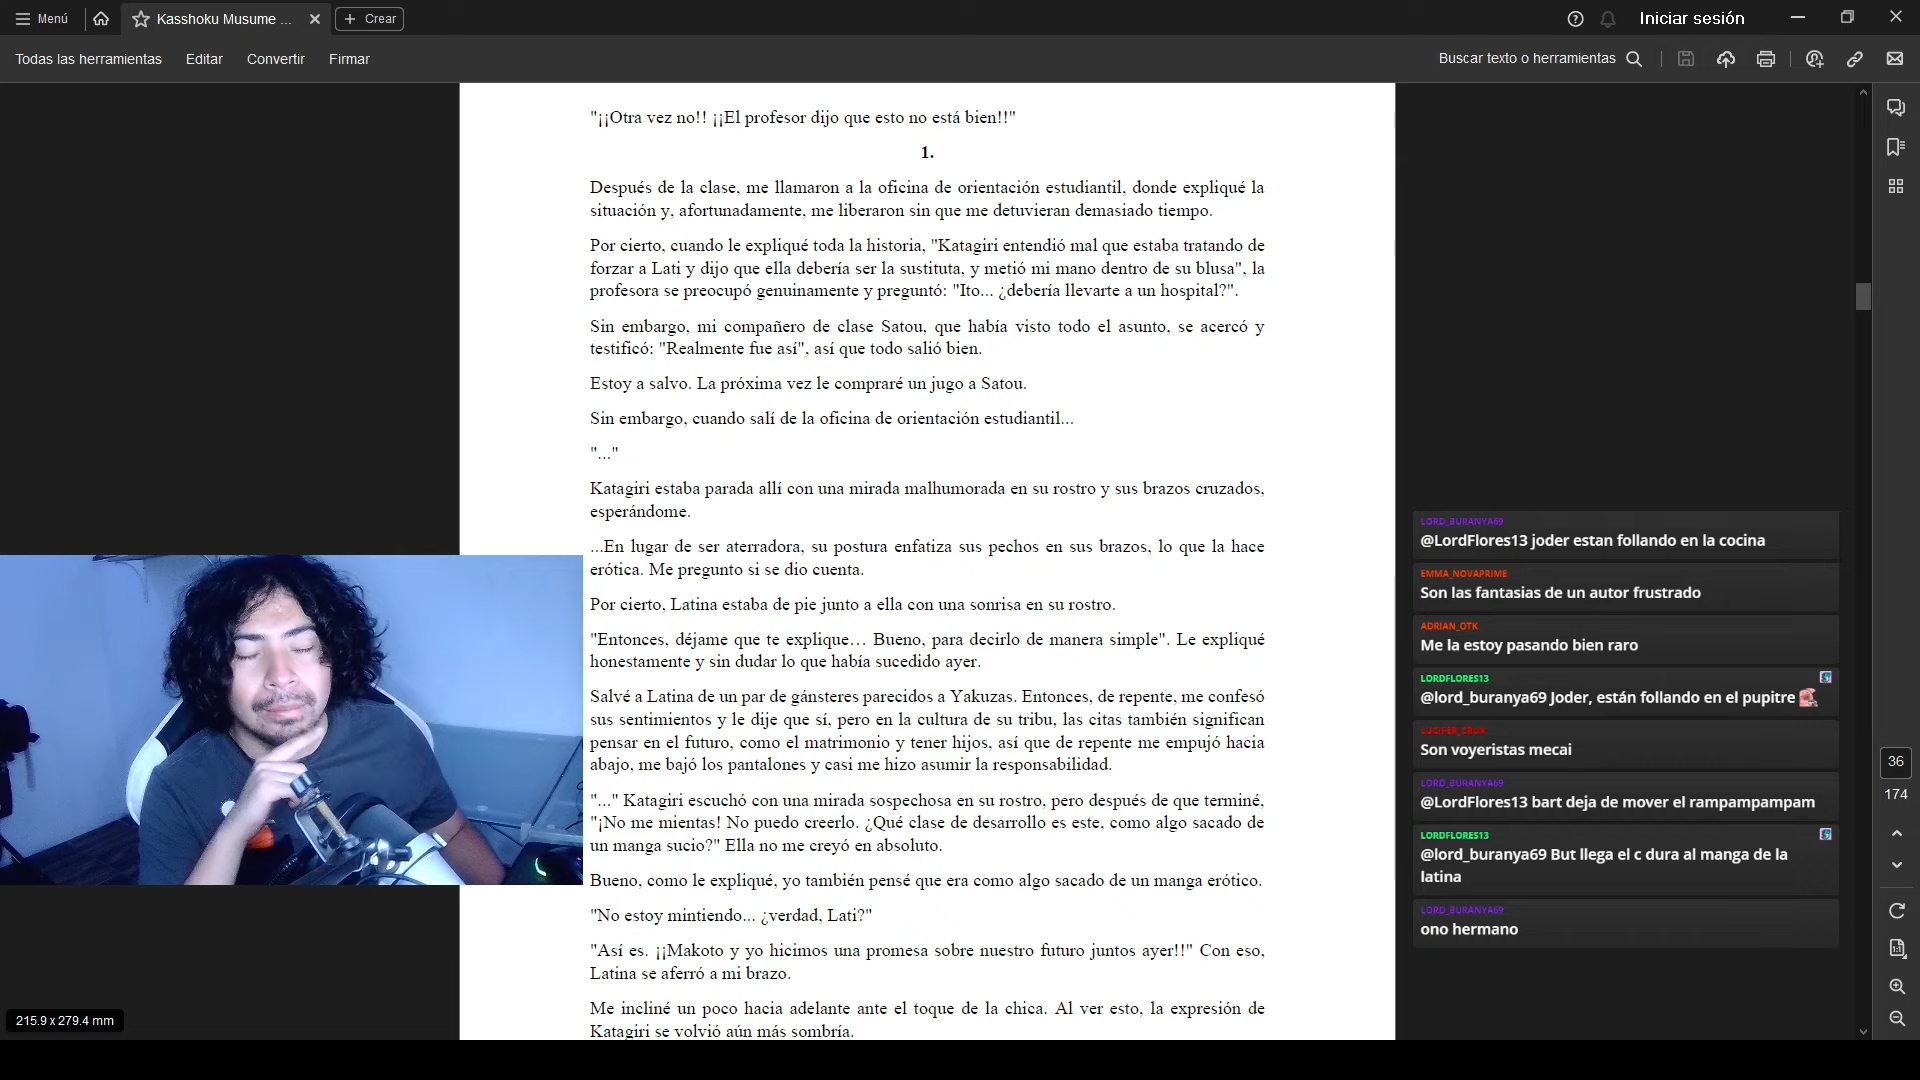 Menú
Kasshoku Musume ...
Crear
Iniciar sesión
Todas las herramientas
Editar
Convertir
Firmar
Buscar texto o herramientas
"¡¡Otra vez no!! ¡¡El profesor dijo que esto no está bien!!"
1.
Después de la clase, me llamaron a la oficina de orientación estudiantil, donde expliqué la
situación y, afortunadamente, me liberaron sin que me detuvieran demasiado tiempo.
Por cierto, cuando le expliqué toda la historia, "Katagiri entendió mal que estaba tratando de
forzar a Lati y dijo que ella debería ser la sustituta, y metió mi mano dentro de su blusa", la
profesora se preocupó genuinamente y preguntó: "Ito... ¿debería llevarte a un hospital?".
Sin embargo, mi compañero de clase Satou, que había visto todo el asunto, se acercó y
testificó: "Realmente fue así", así que todo salió bien.
Estoy a salvo. La próxima vez le compraré un jugo a Satou.
Sin embargo, cuando salí de la oficina de orientación estudiantil...
"..."
Katagiri estaba parada allí con una mirada malhumorada en su rostro y sus brazos cruzados,
esperándome.
...En lugar de ser aterradora, su postura enfatiza sus pechos en sus brazos, lo que la hace
erótica. Me pregunto si se dio cuenta.
Por cierto, Latina estaba de pie junto a ella con una sonrisa en su rostro.
"Entonces, déjame que te explique… Bueno, para decirlo de manera simple". Le expliqué
honestamente y sin dudar lo que había sucedido ayer.
Salvé a Latina de un par de gánsteres parecidos a Yakuzas. Entonces, de repente, me confesó
sus sentimientos y le dije que sí, pero en la cultura de su tribu, las citas también significan
pensar en el futuro, como el matrimonio y tener hijos, así que de repente me empujó hacia
abajo, me bajó los pantalones y casi me hizo asumir la responsabilidad.
"..." Katagiri escuchó con una mirada sospechosa en su rostro, pero después de que terminé,
"¡No me mientas! No puedo creerlo. ¿Qué clase de desarrollo es este, como algo sacado de
un manga sucio?" Ella no me creyó en absoluto.
Bueno, como le expliqué, yo también pensé que era como algo sacado de un manga erótico.
"No estoy mintiendo... ¿verdad, Lati?"
"Así es. ¡¡Makoto y yo hicimos una promesa sobre nuestro futuro juntos ayer!!" Con eso,
Latina se aferró a mi brazo.
Me incliné un poco hacia adelante ante el toque de la chica. Al ver esto, la expresión de
Katagiri se volvió aún más sombría.
LORD_BURANYA69
@LordFlores13 joder estan follando en la cocina
EMMA_NOVAPRIME
Son las fantasias de un autor frustrado
ADRIAN_OTK
Me la estoy pasando bien raro
LORDFLORES13
@lord_buranya69 Joder, están follando en el pupitre
LUCIFER_CRUX
Son voyeristas mecai
LORD_BURANYA69
@LordFlores13 bart deja de mover el rampampampam
LORDFLORES13
@lord_buranya69 But llega el c dura al manga de la
latina
LORD_BURANYA69
ono hermano
36
174
215.9 x 279.4 mm